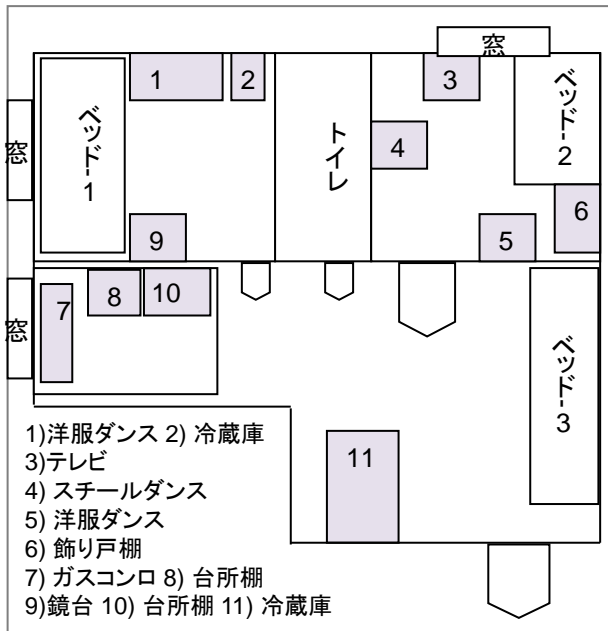 窓
1
2
3
ベッド-1
トイレ
4
ベッド-2
窓
6
9
5
窓
7
8
10
ベッド-3
11
1)洋服ダンス 2) 冷蔵庫
3)テレビ
4) スチールダンス
5) 洋服ダンス
6) 飾り戸棚
7) ガスコンロ 8) 台所棚
9)鏡台 10) 台所棚 11) 冷蔵庫